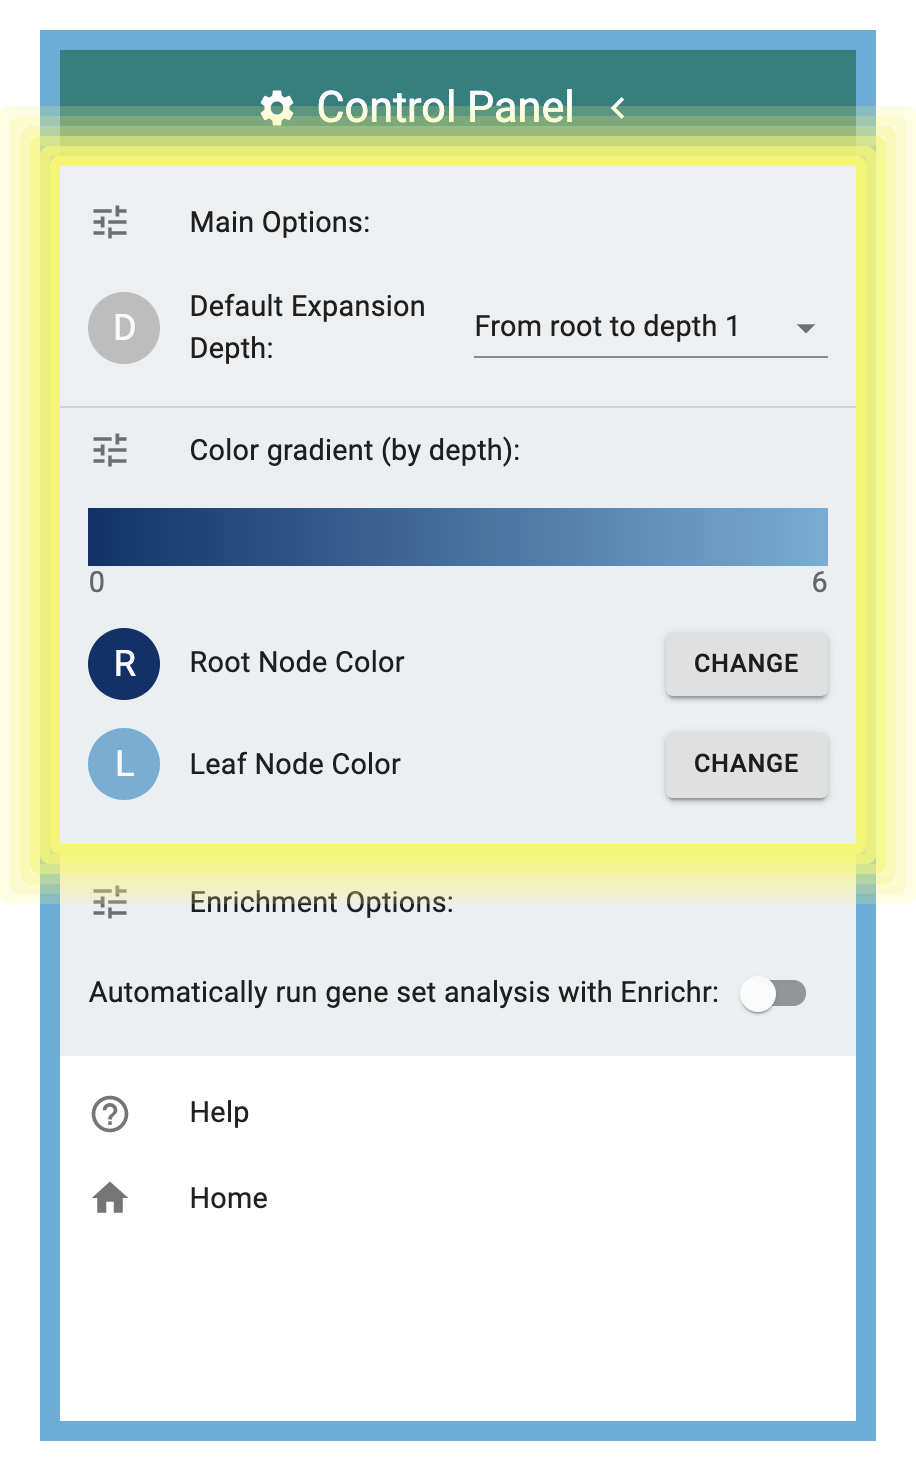 Control Panel
Main Options:
D
Default Expansion
Depth:
From root to depth 1
Color gradient (by depth):
0 6
R Root Node Color CHANGE
L Leaf Node Color CHANGE
Enrichment Options:
Automatically run gene set analysis with Enrichr:
Help
Home